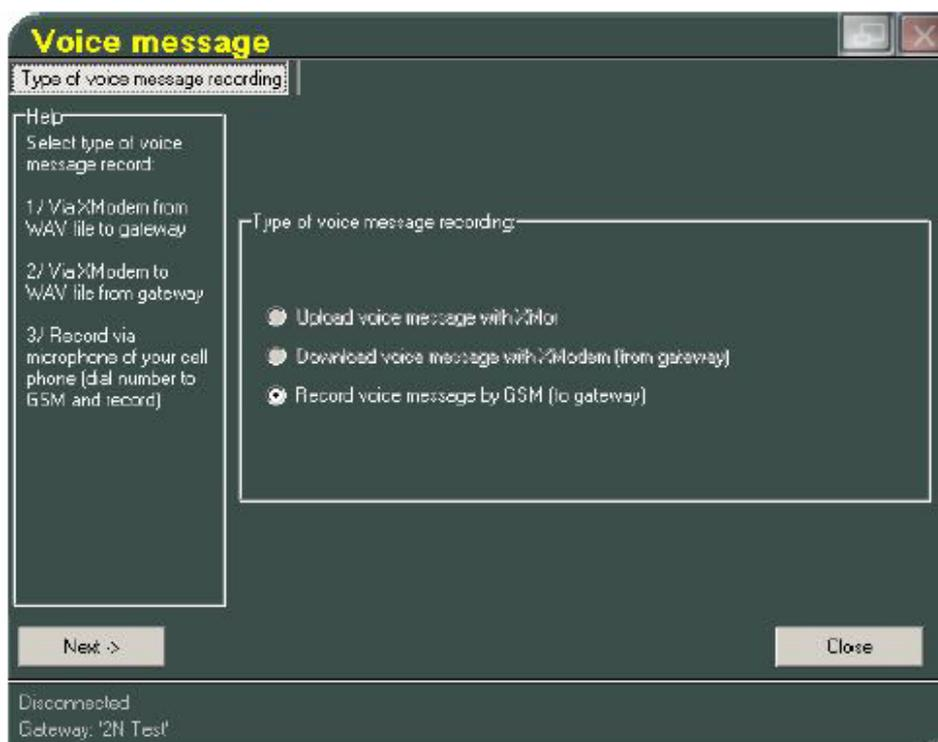 Voice message
Type of voice message recording
Help
Select type of voice
message record:
1/ Via XModem from
WAV file to gateway
2/ Via XModem to
WAV file from gateway
3/ Record via
microphone of your cell
phone (dial number to
GSM and record)
Type of voice message recording:
Upload voice message with XMo
Download voice message with XModem (from gateway)
Record voice message by GSM (to gateway)
Next ->
Close
Disconnected
Gateway: '2N Test'